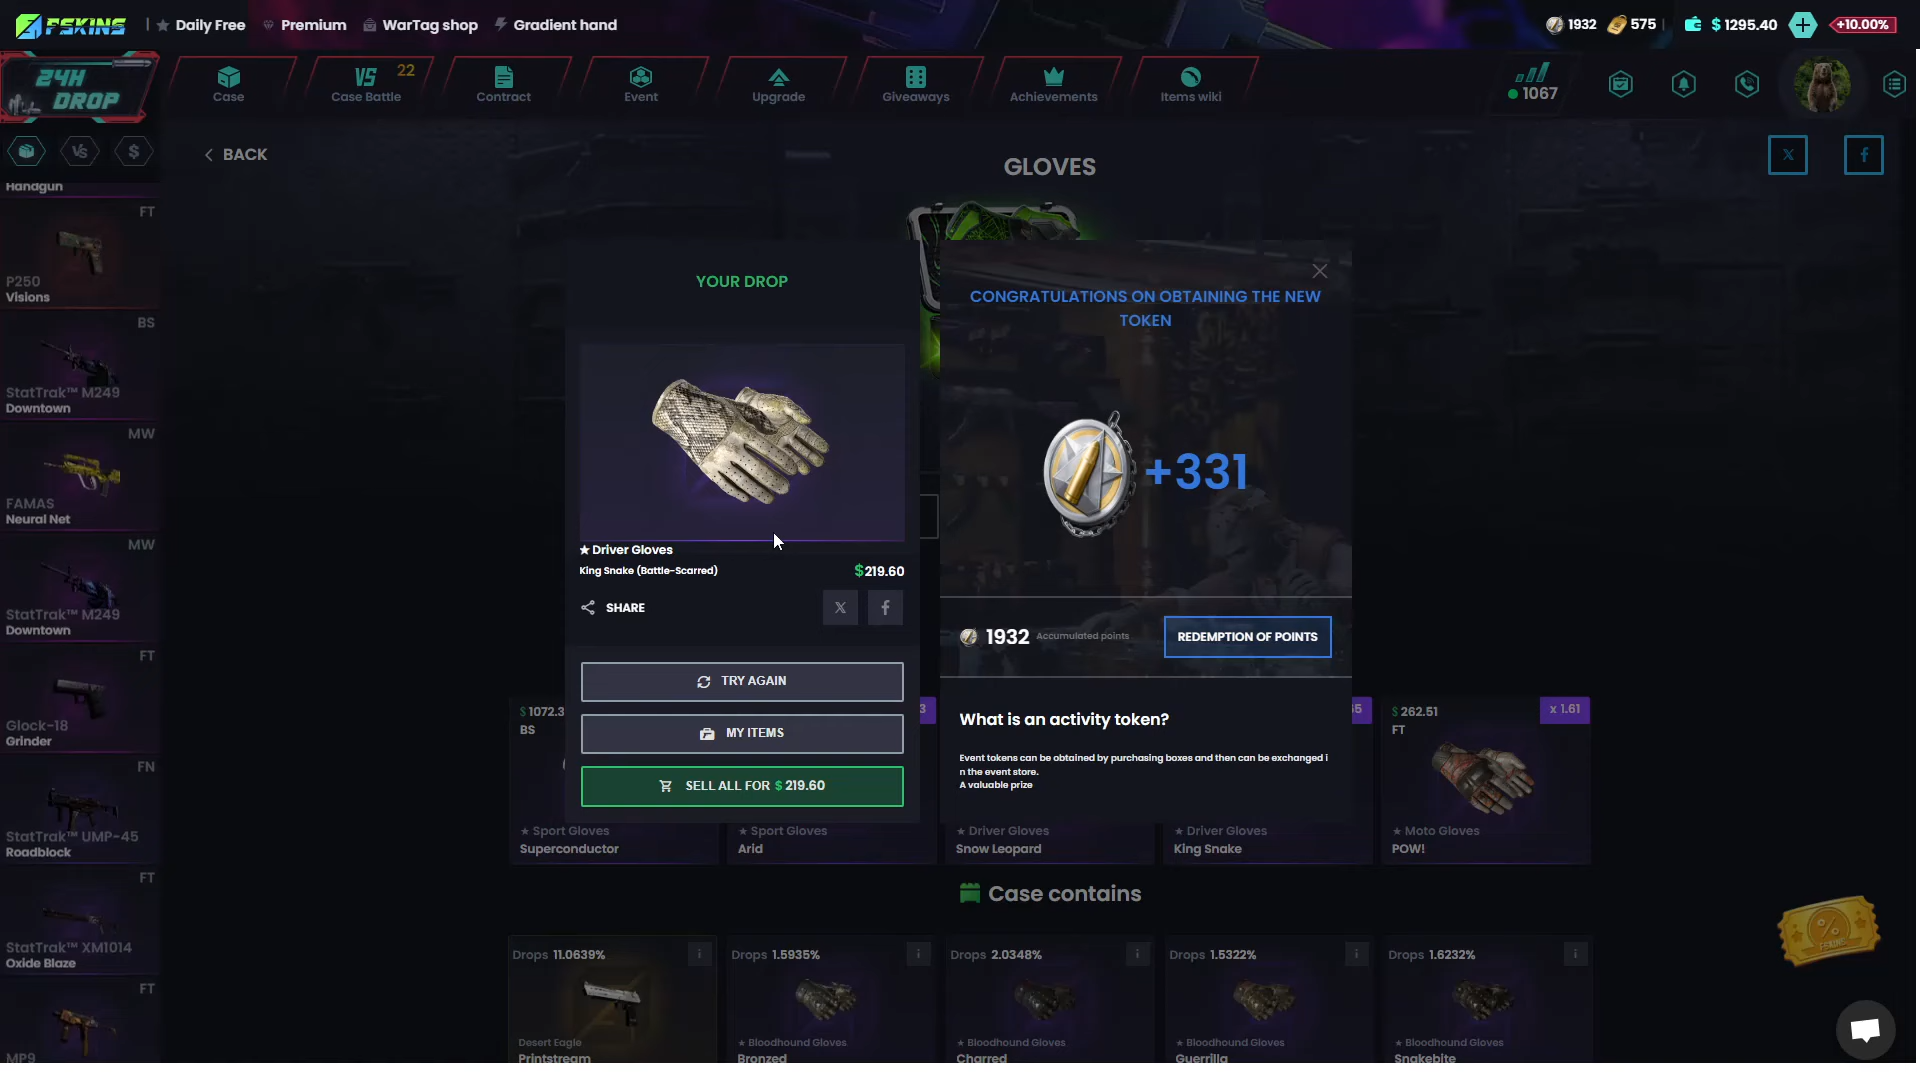 FSKINS
Daily Free
Premium
WarTag shop
Gradient hand
1932
575
$ 1295.40
+10.00%
24H
DROP
Case
VS
22
Case Battle
Contract
Event
Upgrade
Giveaways
Achievements
Items wiki
1067
VS
$
BACK
GLOVES
Handgun
FT
P250
Visions
BS
StatTrak™ M249
Downtown
MW
FAMAS
Neural Net
MW
StatTrak™ M249
Downtown
FT
Glock-18
Grinder
FN
StatTrak™ UMP-45
Roadblock
FT
StatTrak™ XM1014
Oxide Blaze
FT
MP9
YOUR DROP
★ Driver Gloves
King Snake (Battle-Scarred)
$219.60
SHARE
TRY AGAIN
MY ITEMS
SELL ALL FOR $ 219.60
CONGRATULATIONS ON OBTAINING THE NEW
TOKEN
+331
1932 Accumulated points
REDEMPTION OF POINTS
What is an activity token?
Event tokens can be obtained by purchasing boxes and then can be exchanged i
n the event store.
A valuable prize
$ 1072.3
BS
★ Sport Gloves
Superconductor
3
★ Sport Gloves
Arid
★ Driver Gloves
Snow Leopard
★ Driver Gloves
King Snake
$ 262.51
FT
x 1.61
★ Moto Gloves
POW!
Case contains
Drops 11.0639%
Desert Eagle
Printstream
Drops 1.5935%
★ Bloodhound Gloves
Bronzed
Drops 2.0348%
★ Bloodhound Gloves
Charred
Drops 1.5322%
★ Bloodhound Gloves
Guerrilla
Drops 1.6232%
★ Bloodhound Gloves
Snakebite